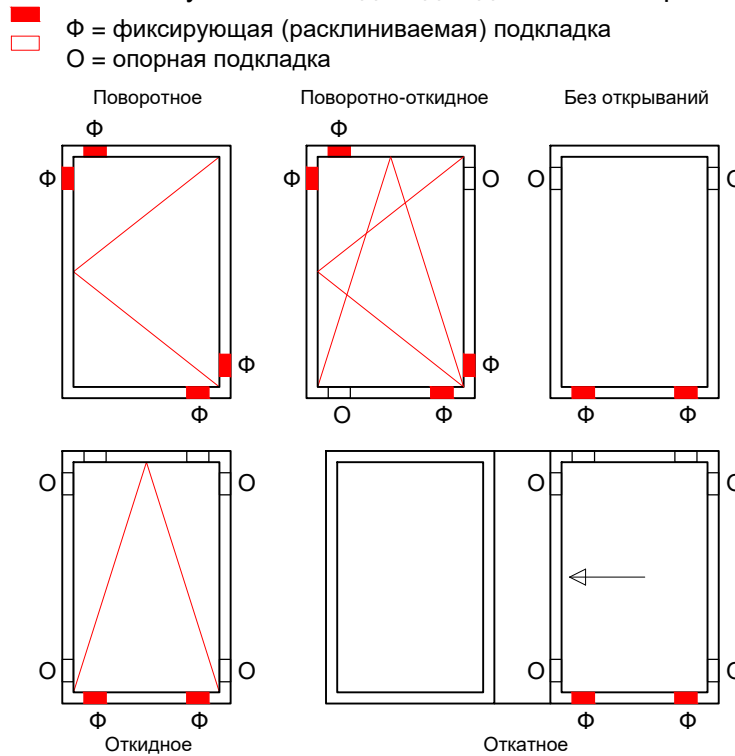 Ф = фиксирующая (расклиниваемая) подкладка
О = опорная подкладка
Поворотное
Поворотно-откидное
Без открываний
Ф
Ф
Ф
Ф
О
О
О
Ф
Ф
Ф
О
Ф
Ф
Ф
Ф
О
О
О
О
О
О
О
О
Ф
Ф
Ф
Ф
Откидное
Откатное